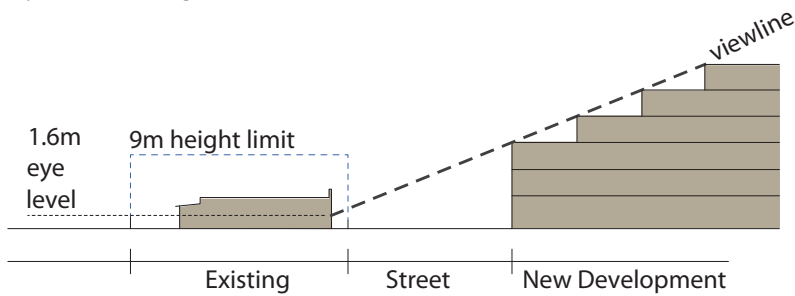 viewline
1.6m
eye
level
9m height limit
Existing
Street
New Development